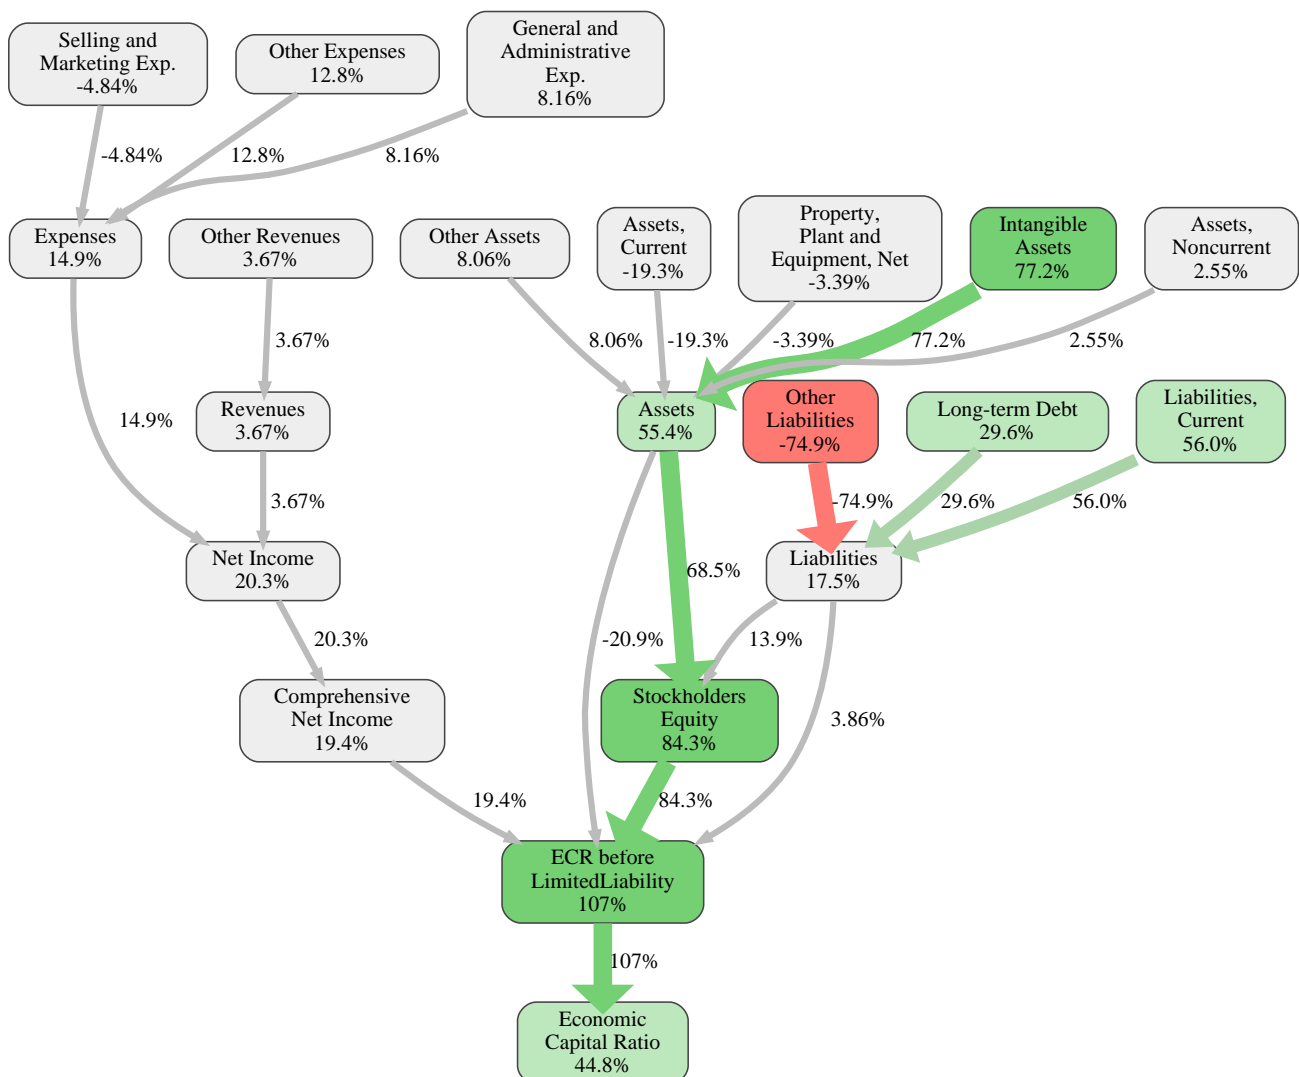 Selling and
Marketing Exp.
-4.84%
Other Expenses
12.8%
General and
Administrative
Exp.
8.16%
-4.84%
12.8%
8.16%
Expenses
14.9%
Other Revenues
3.67%
Other Assets
8.06%
Assets,
Current
-19.3%
Property,
Plant and
Equipment, Net
-3.39%
Intangible
Assets
77.2%
Assets,
Noncurrent
2.55%
3.67%
8.06%
-19.3%
-3.39%
77.2%
2.55%
14.9%
Revenues
3.67%
Assets
55.4%
Other
Liabilities
-74.9%
Long-term Debt
29.6%
Liabilities,
Current
56.0%
3.67%
-74.9%
29.6%
56.0%
Net Income
20.3%
68.5%
Liabilities
17.5%
20.3%
-20.9%
13.9%
Comprehensive
Net Income
19.4%
Stockholders
Equity
84.3%
3.86%
19.4%
84.3%
ECR before
LimitedLiability
107%
107%
Economic
Capital Ratio
44.8%